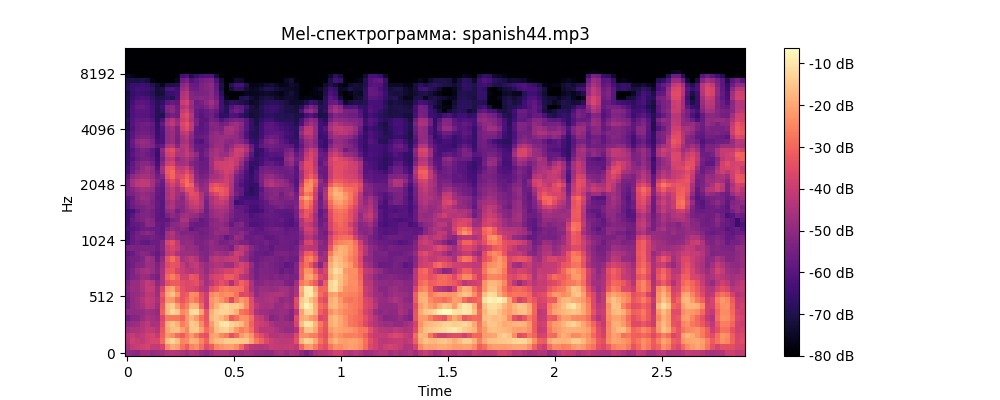 Mel-спектрограмма: spanish44.mp3
8192
4096
2048
1024
512
0
Hz
0 0.5 1 1.5 2 2.5
Time
-10 dB
-20 dB
-30 dB
-40 dB
-50 dB
-60 dB
-70 dB
-80 dB